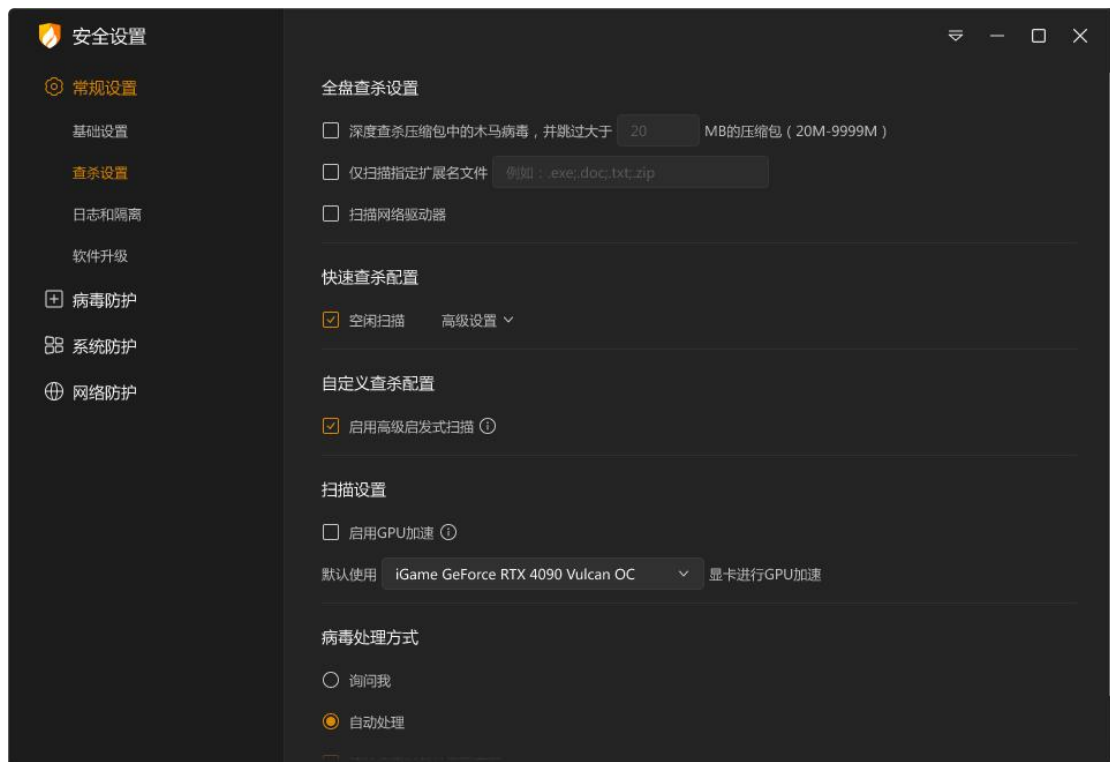 安全设置
常规设置
基础设置
查杀设置
日志和隔离
软件升级
病毒防护
系统防护
网络防护
全盘查杀设置
深度查杀压缩包中的木马病毒，并跳过大于 20 MB的压缩包（20M-9999M）
仅扫描指定扩展名文件 例如：.exe;.doc;.txt;.zip
扫描网络驱动器
快速查杀配置
空闲扫描 高级设置
自定义查杀配置
启用高级启发式扫描
扫描设置
启用GPU加速
默认使用 iGame GeForce RTX 4090 Vulcan OC 显卡进行GPU加速
病毒处理方式
询问我
自动处理